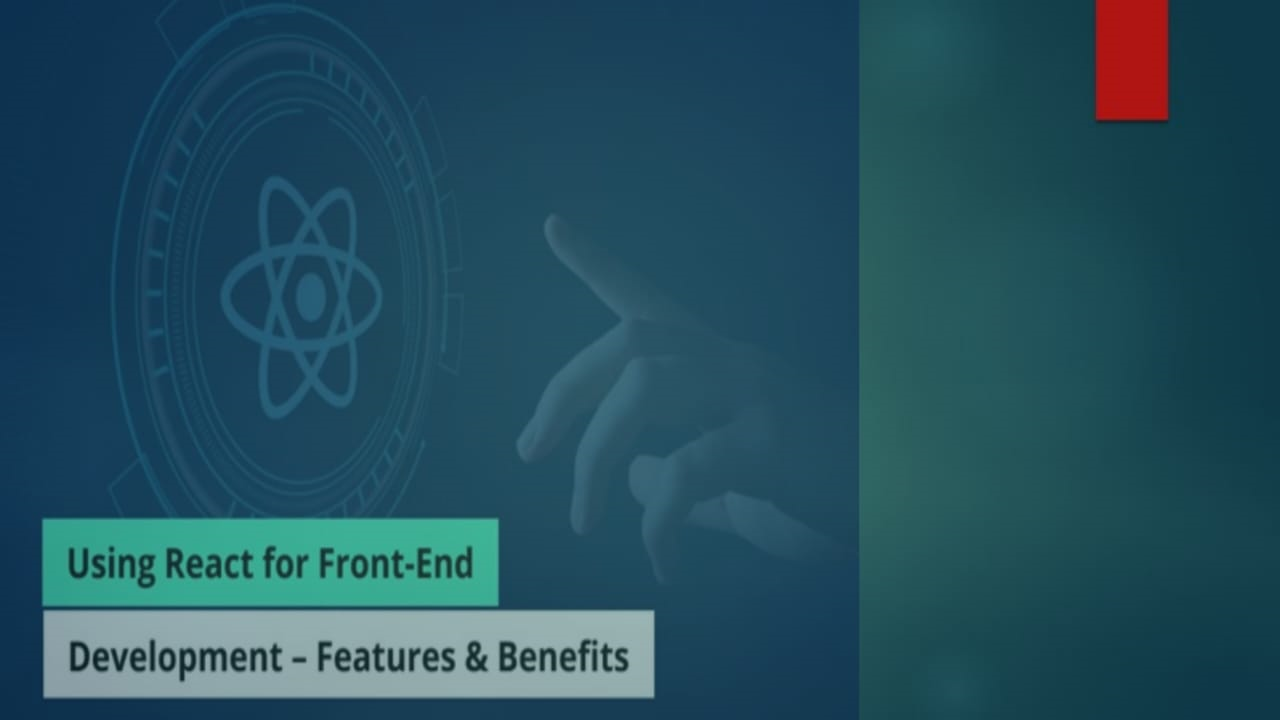 Using React for Front-End
Development – Features & Benefits